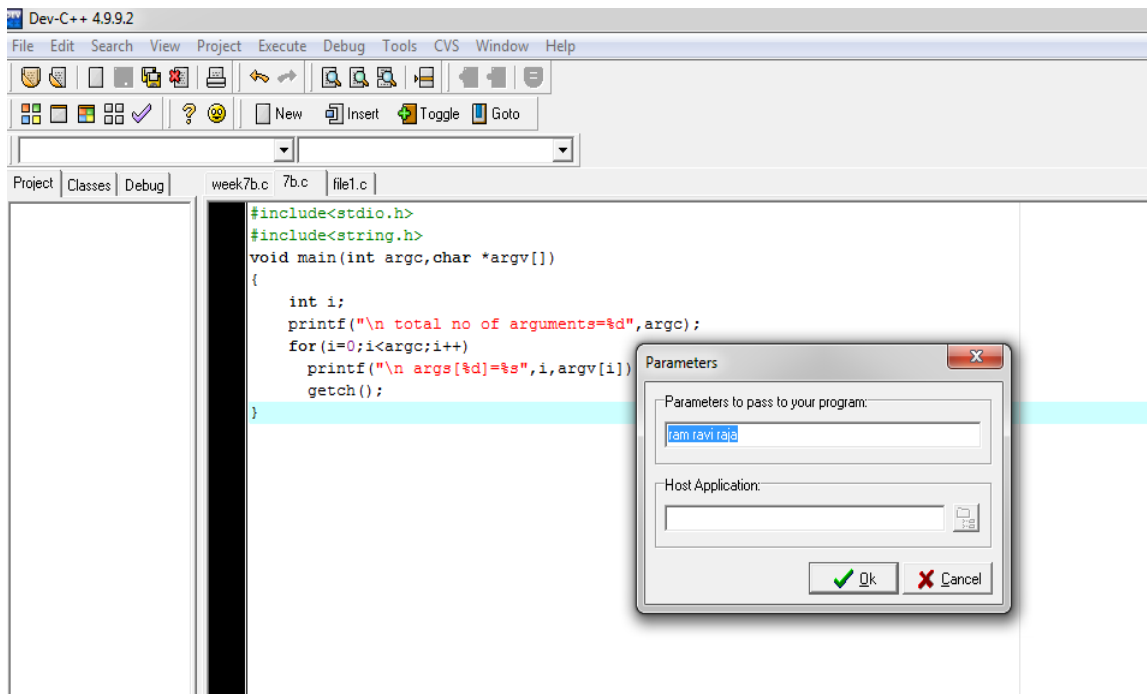 Dev-C++ 4.9.9.2
File Edit Search View Project Execute Debug Tools CVS Window Help
New Insert Toggle Goto
Project Classes Debug week7b.c 7b.c file1.c
#include<stdio.h>
#include<string.h>
void main(int argc,char *argv[])
{
int i;
printf("\n total no of arguments=%d",argc);
for(i=0;i<argc;i++)
printf("\n args[%d]=%s",i,argv[i])
getch();
}
Parameters
Parameters to pass to your program:
ram ravi raja
Host Application:
Ok Cancel